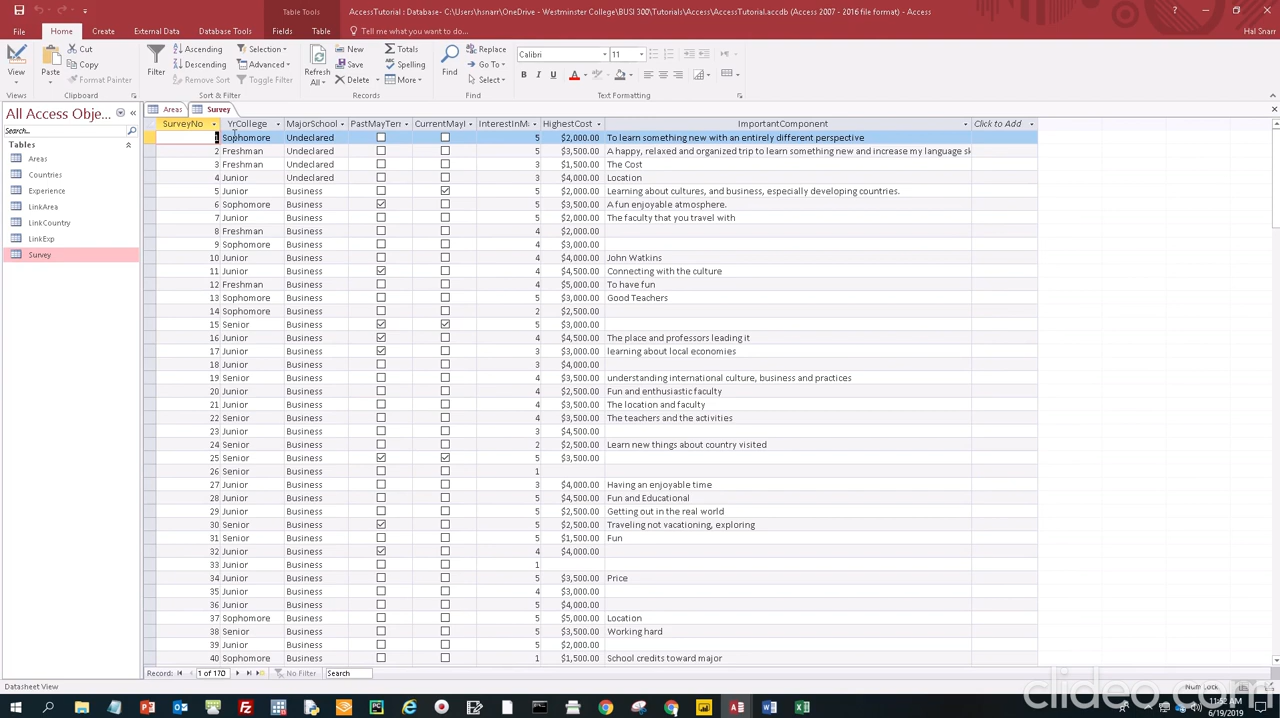 Table Tools
AccessTutorial : Database- C:\Users\hsnarr\OneDrive - Westminster College\BUSI 300\Tutorials\Access\AccessTutorial.accdb (Access 2007 - 2016 file format) - Access
File Home Create External Data Database Tools Fields Table Tell me what you want to do...
Hal Snarr
Cut
Copy
Format Painter
View
Paste
Filter
Ascending
Descending
Remove Sort
Selection
Advanced
Toggle Filter
Refresh
All
New
Save
Delete
Totals
Spelling
More
Find
Replace
Go To
Select
Calibri 11
B I U
Views Clipboard Sort & Filter Records Find Text Formatting
All Access Obje...
Search...
Tables
Areas
Countries
Experience
LinkArea
LinkCountry
LinkExp
Survey
Areas Survey
SurveyNo YrCollege MajorSchool PastMayTerr CurrentMayI InterestInMa HighestCost ImportantComponent Click to Add
1 Sophomore Undeclared 5 $2,000.00 To learn something new with an entirely different perspective
2 Freshman Undeclared 5 $3,500.00 A happy, relaxed and organized trip to learn something new and increase my language sk
3 Freshman Undeclared 3 $1,500.00 The Cost
4 Junior Undeclared 3 $4,000.00 Location
5 Junior Business 5 $2,000.00 Learning about cultures, and business, especially developing countries.
6 Sophomore Business 5 $3,500.00 A fun enjoyable atmosphere.
7 Junior Business 5 $2,000.00 The faculty that you travel with
8 Freshman Business 4 $2,000.00
9 Sophomore Business 4 $3,000.00
10 Junior Business 4 $4,000.00 John Watkins
11 Junior Business 4 $4,500.00 Connecting with the culture
12 Freshman Business 4 $5,000.00 To have fun
13 Sophomore Business 5 $3,000.00 Good Teachers
14 Sophomore Business 2 $2,500.00
15 Senior Business 5 $3,000.00
16 Junior Business 4 $4,500.00 The place and professors leading it
17 Junior Business 3 $3,000.00 learning about local economies
18 Junior Business 3 $4,000.00
19 Senior Business 4 $3,500.00 understanding international culture, business and practices
20 Junior Business 4 $2,500.00 Fun and enthusiastic faculty
21 Junior Business 4 $3,500.00 The location and faculty
22 Senior Business 4 $3,500.00 The teachers and the activities
23 Junior Business 3 $4,500.00
24 Senior Business 2 $2,500.00 Learn new things about country visited
25 Senior Business 5 $3,500.00
26 Senior Business 1
27 Junior Business 3 $4,000.00 Having an enjoyable time
28 Junior Business 5 $4,500.00 Fun and Educational
29 Junior Business 5 $2,500.00 Getting out in the real world
30 Senior Business 5 $2,500.00 Traveling not vacationing, exploring
31 Senior Business 5 $1,500.00 Fun
32 Junior Business 4 $4,000.00
33 Junior Business 1
34 Junior Business 5 $3,500.00 Price
35 Junior Business 4 $3,000.00
36 Junior Business 5 $4,000.00
37 Sophomore Business 5 $5,000.00 Location
38 Senior Business 5 $3,500.00 Working hard
39 Junior Business 5 $2,000.00
40 Sophomore Business 1 $1,500.00 School credits toward major
Record: 1 of 170 No Filter Search
Datasheet View
Num Lock
clideo.com
6/19/2019